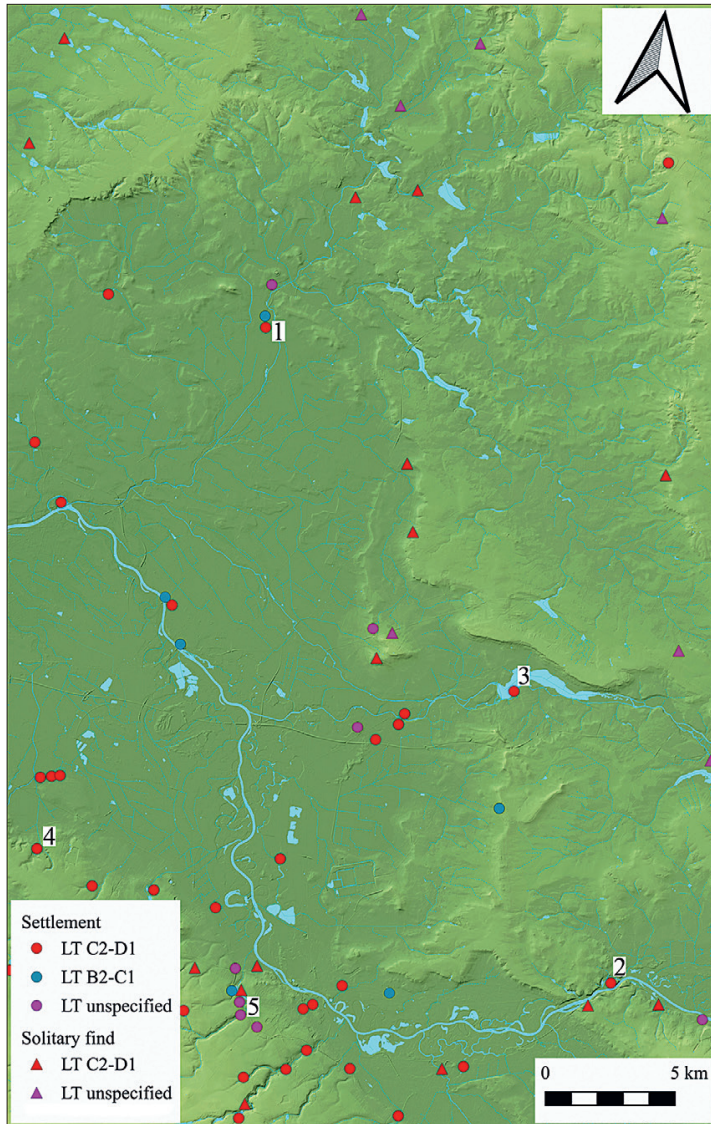 1
3
4
2
5
Settlement
LT C2-D1
LT B2-C1
LT unspecified
Solitary find
LT C2-D1
LT unspecified
0 5 km